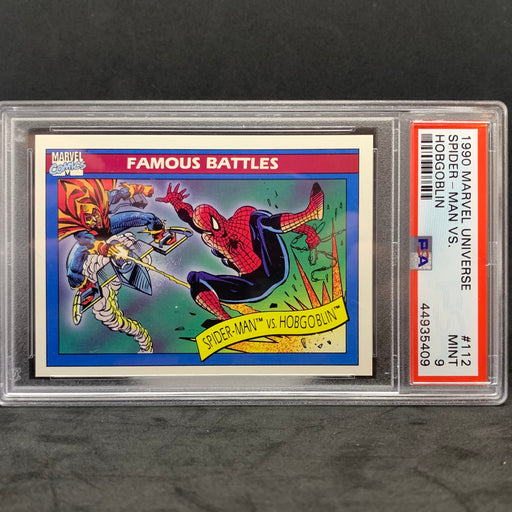 MARVEL
COMICS
FAMOUS BATTLES
SPIDER-MAN™ VS. HOBGOBLIN™
1990 MARVEL UNIVERSE
#112
SPIDER-MAN VS.
MINT
HOBGOBLIN
9
PSA
44935409